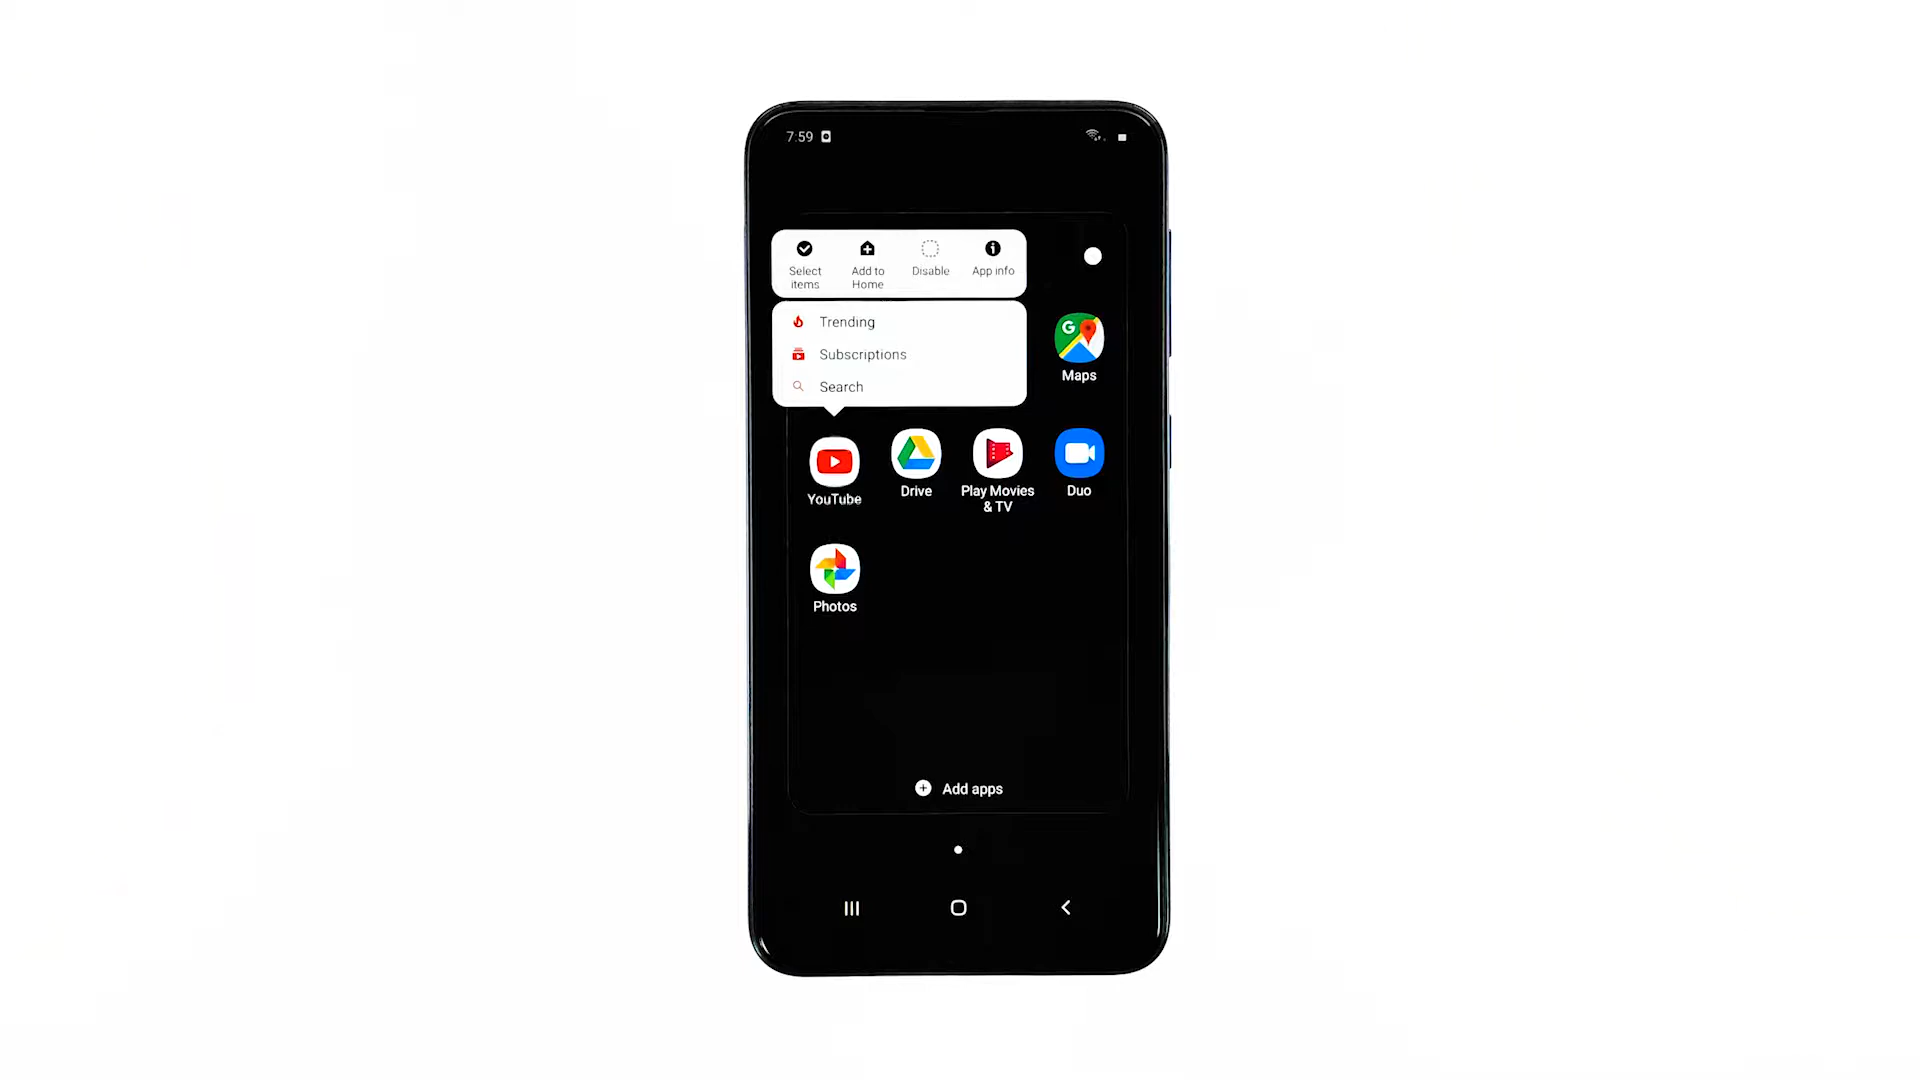 7:59
Select
items
Add to
Home
Disable
App info
Trending
Subscriptions
Search
G
Maps
YouTube
Drive
Play Movies
& TV
Duo
Photos
Add apps